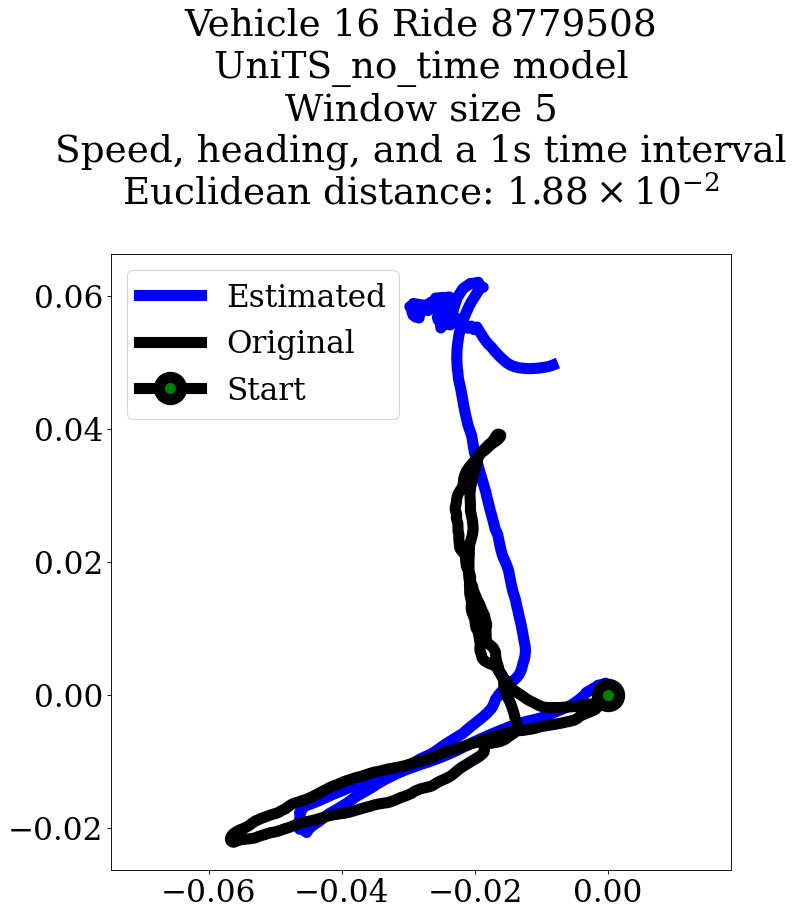 Vehicle 16 Ride 8779508
UniTS_no_time model
Window size 5
Speed, heading, and a 1s time interval
Euclidean distance: 1.88 × 10⁻²
Estimated
Original
Start
0.06
0.04
0.02
0.00
−0.02
−0.06 −0.04 −0.02 0.00